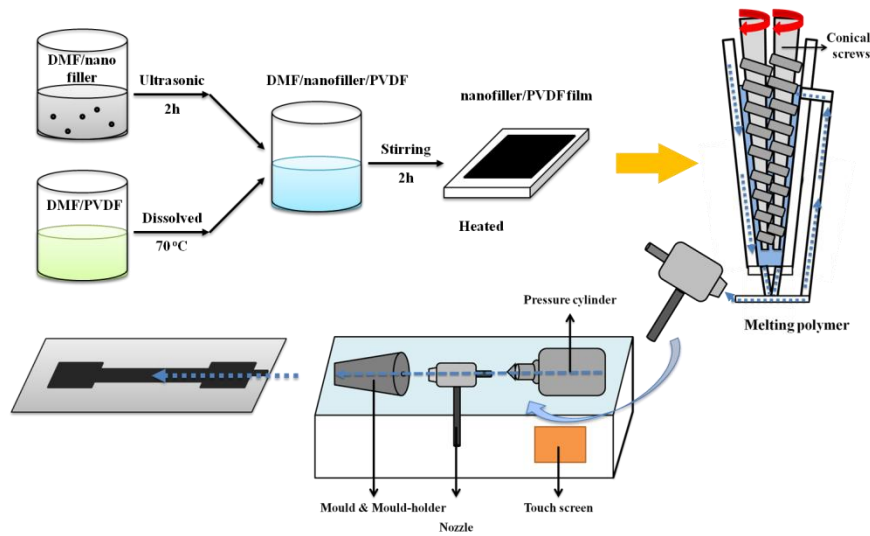 DMF/nano
filler
Ultrasonic
2h
DMF/PVDF
Dissolved
70 °C
DMF/nanofiller/PVDF
Stirring
2h
nanofiller/PVDF film
Heated
Conical
screws
Melting polymer
Pressure cylinder
Mould & Mould-holder
Nozzle
Touch screen